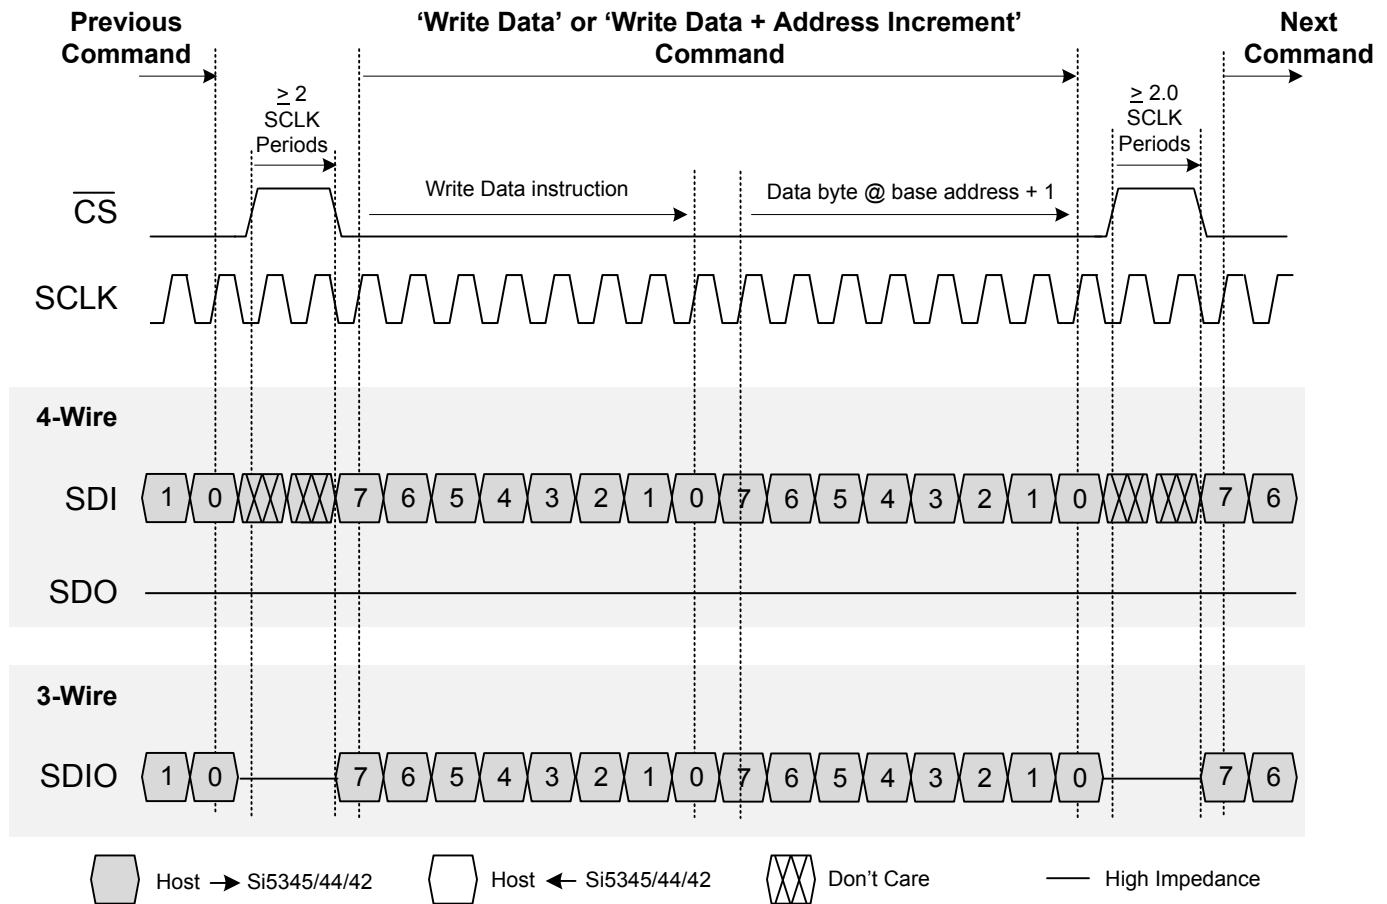 Previous Command
‘Write Data’ or ‘Write Data + Address Increment’ Command
Next Command
≥ 2
SCLK
Periods
≥ 2.0
SCLK
Periods
CS
Write Data instruction
Data byte @ base address + 1
SCLK
4-Wire
SDI 1 0 7 6 5 4 3 2 1 0 7 6 5 4 3 2 1 0 7 6
SDO
3-Wire
SDIO 1 0 7 6 5 4 3 2 1 0 7 6 5 4 3 2 1 0 7 6
Host → Si5345/44/42
Host ← Si5345/44/42
Don’t Care
High Impedance